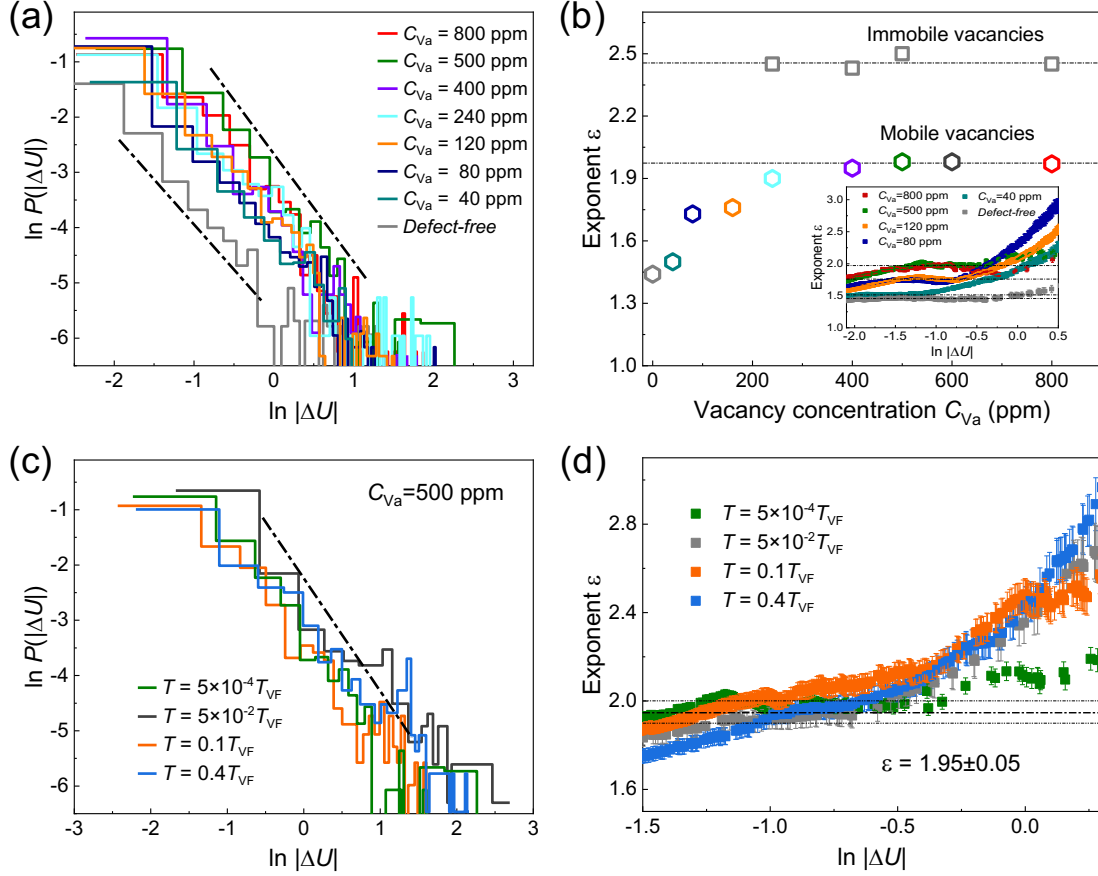 (a)
ln P(|ΔU|)
-1
-2
-3
-4
-5
-6
C_Va = 800 ppm
C_Va = 500 ppm
C_Va = 400 ppm
C_Va = 240 ppm
C_Va = 120 ppm
C_Va = 80 ppm
C_Va = 40 ppm
Defect-free
-2 -1 0 1 2 3
ln |ΔU|
(b)
Exponent ε
2.8
2.5
2.2
1.9
1.6
1.3
1.0
Immobile vacancies
Mobile vacancies
Exponent ε
3.0
2.5
2.0
1.5
1.0
C_Va=800 ppm
C_Va=500 ppm
C_Va=120 ppm
C_Va=80 ppm
C_Va=40 ppm
Defect-free
-2.0 -1.5 -1.0 -0.5 0.0 0.5
ln |ΔU|
0 200 400 600 800
Vacancy concentration C_Va (ppm)
(c)
ln P(|ΔU|)
-1
-2
-3
-4
-5
-6
C_Va=500 ppm
T = 5×10⁻⁴T_VF
T = 5×10⁻²T_VF
T = 0.1T_VF
T = 0.4T_VF
-3 -2 -1 0 1 2 3
ln |ΔU|
(d)
Exponent ε
2.8
2.4
2.0
1.6
T = 5×10⁻⁴T_VF
T = 5×10⁻²T_VF
T = 0.1T_VF
T = 0.4T_VF
ε = 1.95±0.05
-1.5 -1.0 -0.5 0.0
ln |ΔU|